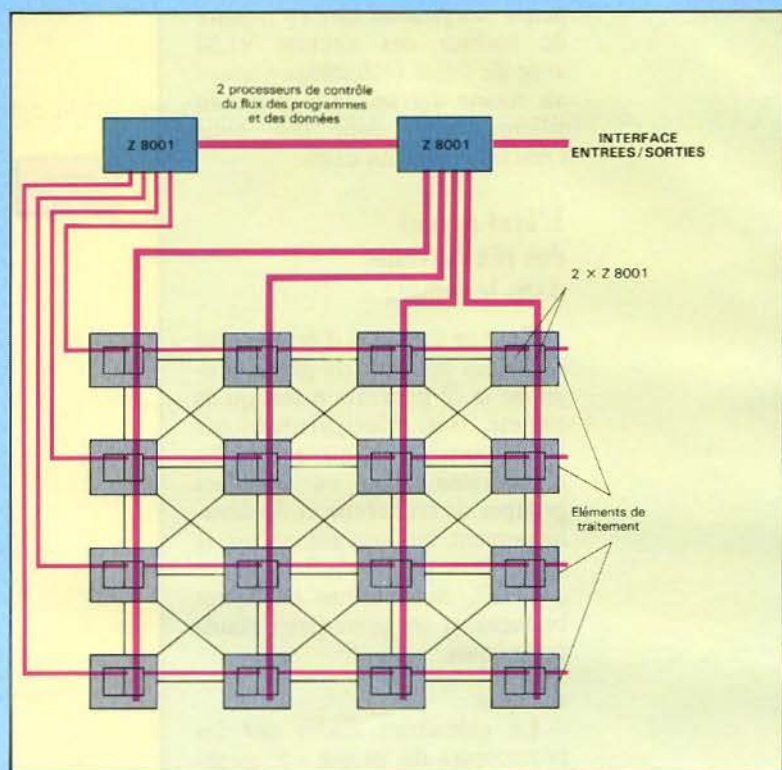 2 processeurs de contrôle
du flux des programmes
et des données
Z 8001
Z 8001
INTERFACE
ENTREES/SORTIES
2 × Z 8001
Eléments de
traitement